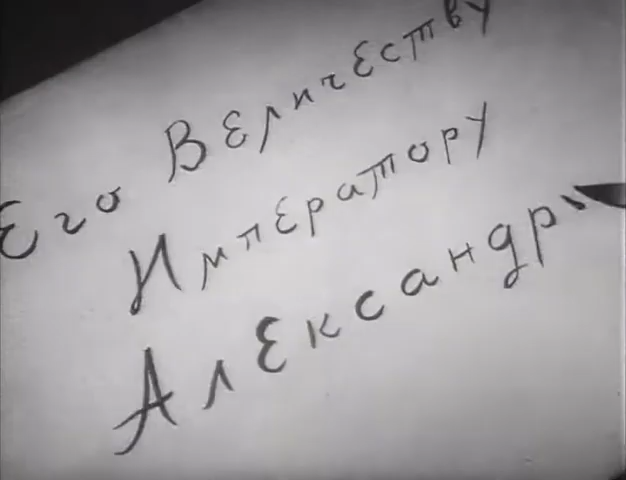 Его Величеству
Императору
Александр